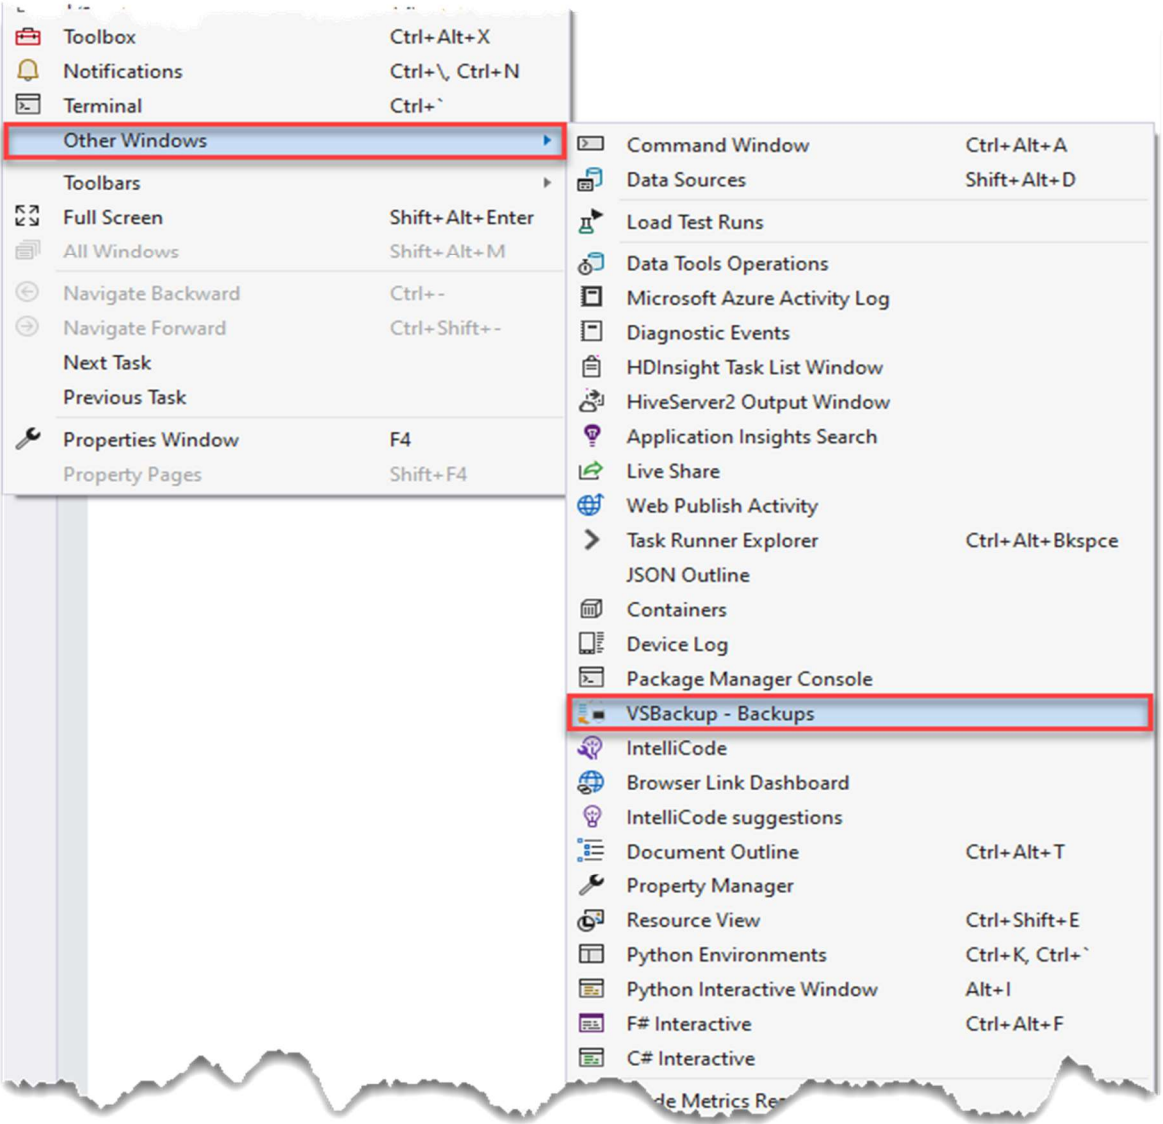 Toolbox Ctrl+Alt+X
Notifications Ctrl+\, Ctrl+N
Terminal Ctrl+`
Other Windows
Toolbars
Full Screen Shift+Alt+Enter
All Windows Shift+Alt+M
Navigate Backward Ctrl+-
Navigate Forward Ctrl+Shift+-
Next Task
Previous Task
Properties Window F4
Property Pages Shift+F4
Command Window Ctrl+Alt+A
Data Sources Shift+Alt+D
Load Test Runs
Data Tools Operations
Microsoft Azure Activity Log
Diagnostic Events
HDInsight Task List Window
HiveServer2 Output Window
Application Insights Search
Live Share
Web Publish Activity
Task Runner Explorer Ctrl+Alt+Bkspce
JSON Outline
Containers
Device Log
Package Manager Console
VSBackup - Backups
IntelliCode
Browser Link Dashboard
IntelliCode suggestions
Document Outline Ctrl+Alt+T
Property Manager
Resource View Ctrl+Shift+E
Python Environments Ctrl+K, Ctrl+`
Python Interactive Window Alt+I
F# Interactive Ctrl+Alt+F
C# Interactive
Metrics